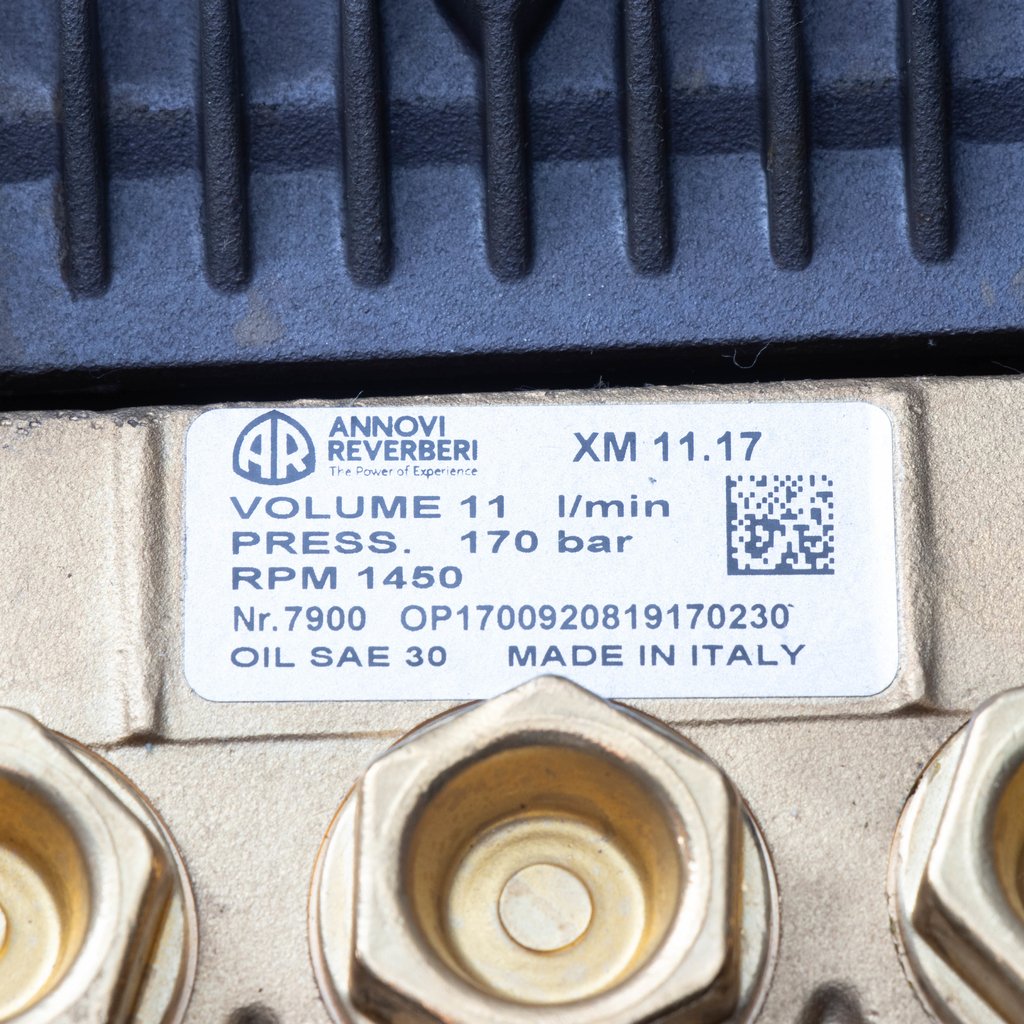 AR ANNOVI
REVERBERI
The Power of Experience
XM 11.17
VOLUME 11 l/min
PRESS. 170 bar
RPM 1450
Nr.7900 OP1700920819170230
OIL SAE 30 MADE IN ITALY